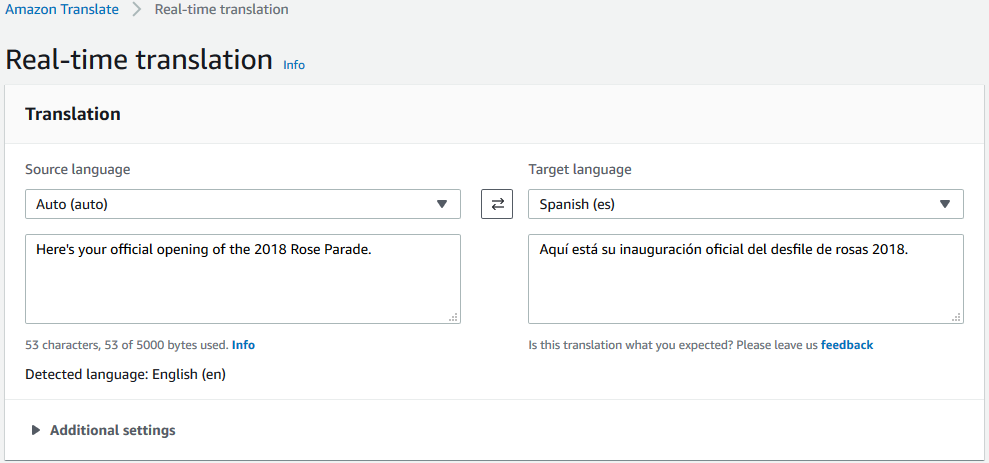 Amazon Translate > Real-time translation
Real-time translation Info
Translation
Source language
Target language
Auto (auto)
Spanish (es)
Here's your official opening of the 2018 Rose Parade.
Aquí está su inauguración oficial del desfile de rosas 2018.
53 characters, 53 of 5000 bytes used. Info
Is this translation what you expected? Please leave us feedback
Detected language: English (en)
Additional settings